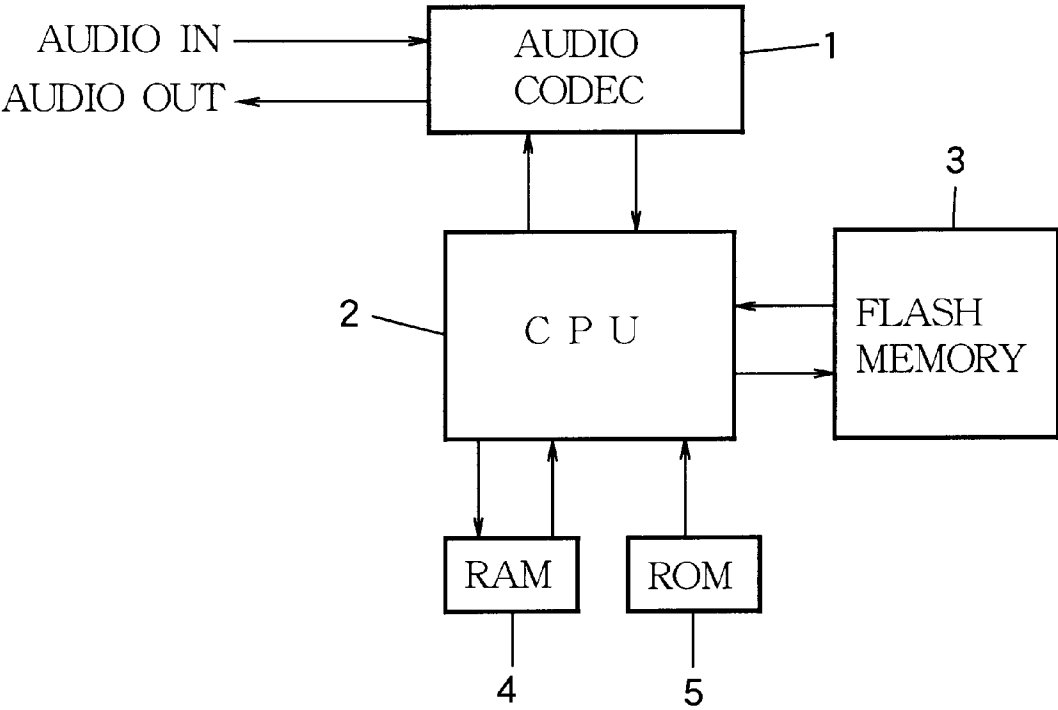 AUDIO IN
AUDIO OUT
AUDIO
CODEC
1
3
2
C P U
FLASH
MEMORY
RAM
ROM
4
5